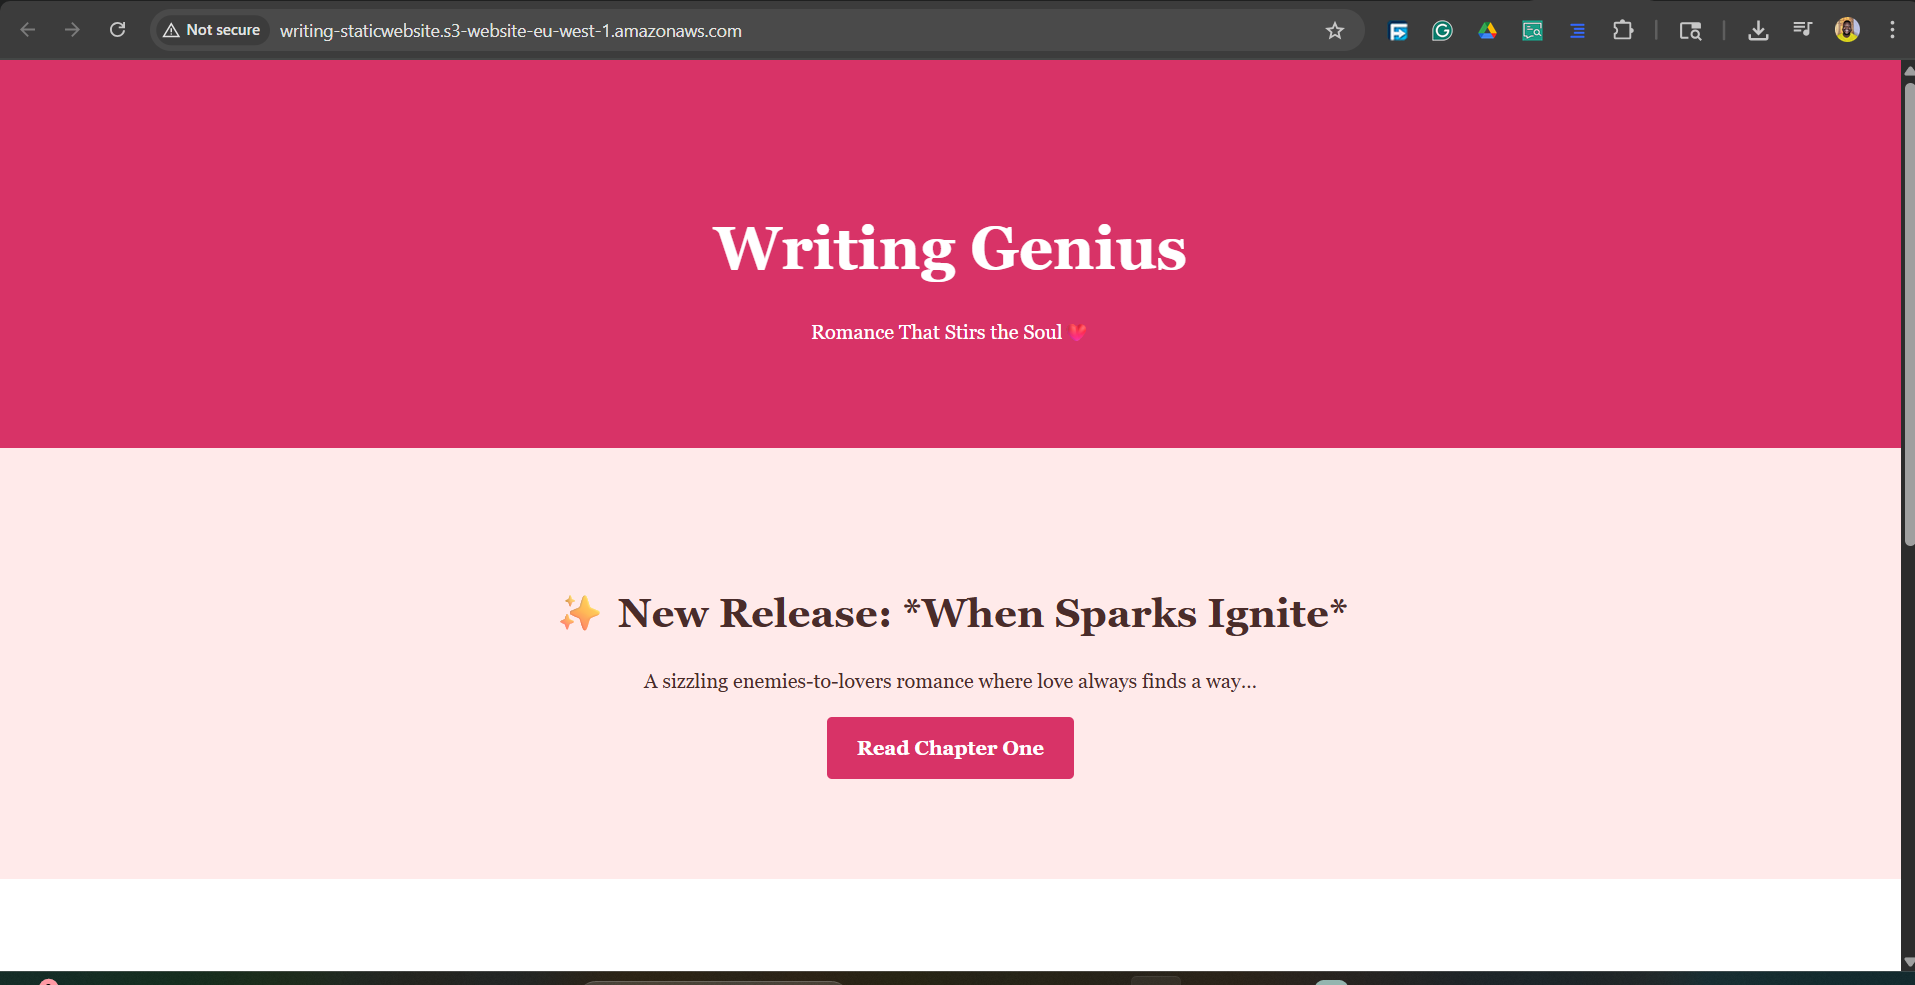 Not secure
writing-staticwebsite.s3-website-eu-west-1.amazonaws.com
Writing Genius
Romance That Stirs the Soul 💘
✨ New Release: *When Sparks Ignite*
A sizzling enemies-to-lovers romance where love always finds a way...
Read Chapter One